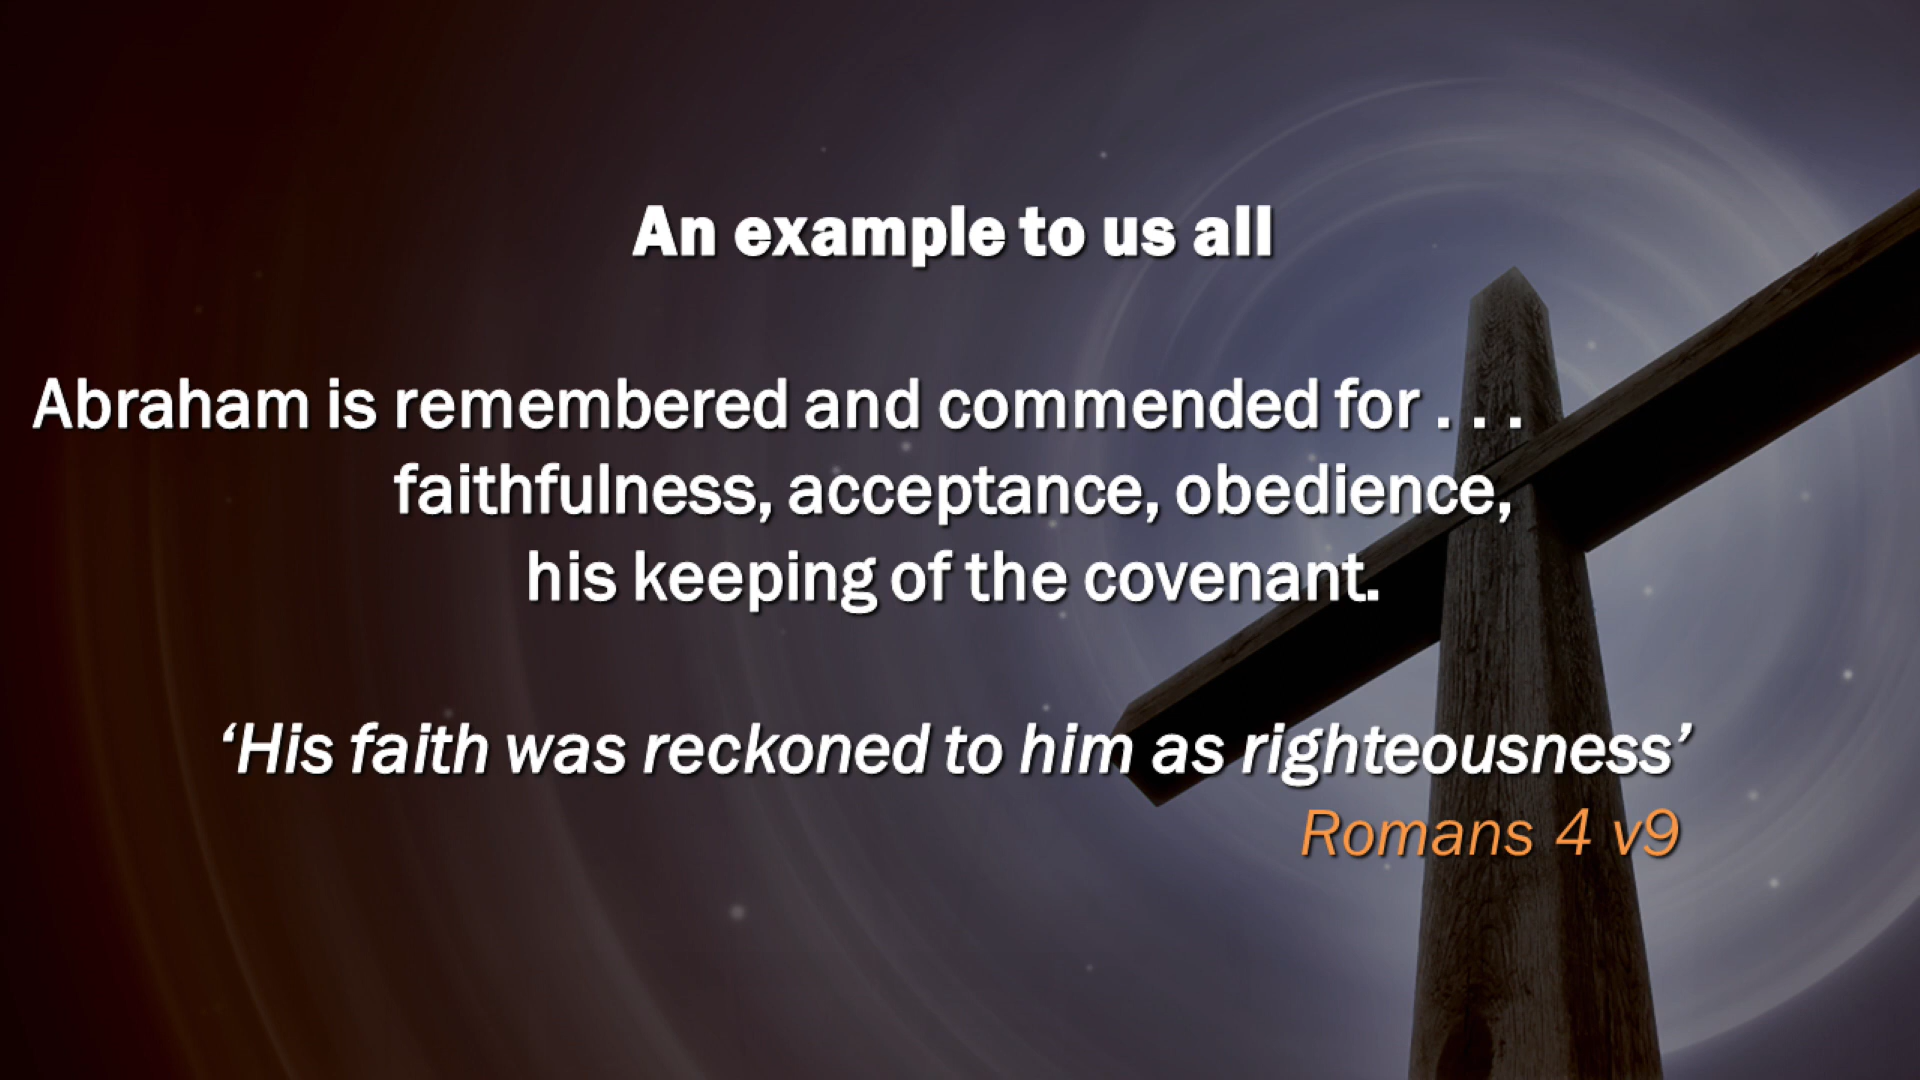 An example to us all
Abraham is remembered and commended for . . .
faithfulness, acceptance, obedience,
his keeping of the covenant.
‘His faith was reckoned to him as righteousness’
Romans 4 v9